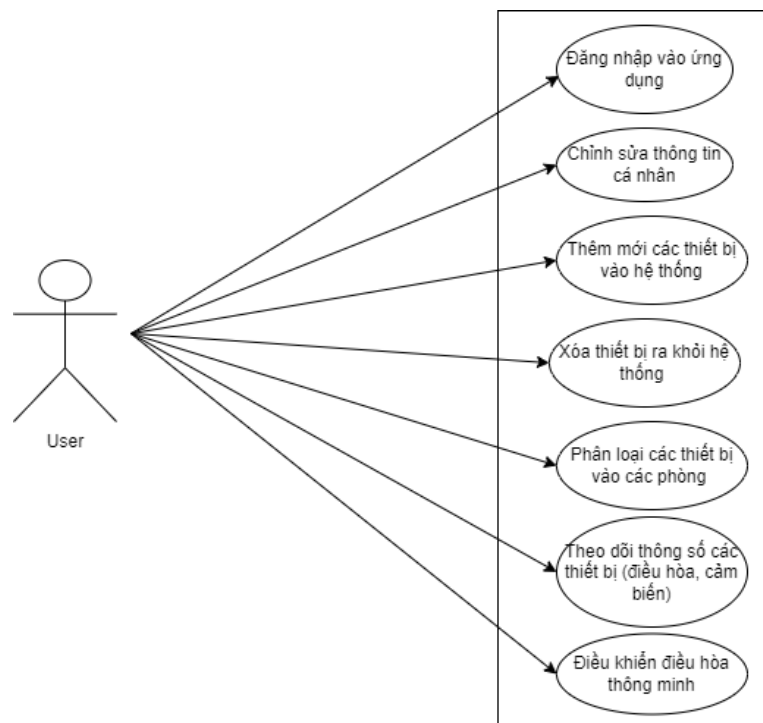 Đăng nhập vào ứng
dụng
Chỉnh sửa thông tin
cá nhân
Thêm mới các thiết bị
vào hệ thống
Xóa thiết bị ra khỏi hệ
thống
User
Phân loại các thiết bị
vào các phòng
Theo dõi thông số các
thiết bị (điều hòa, cảm
biến)
Điều khiển điều hòa
thông minh